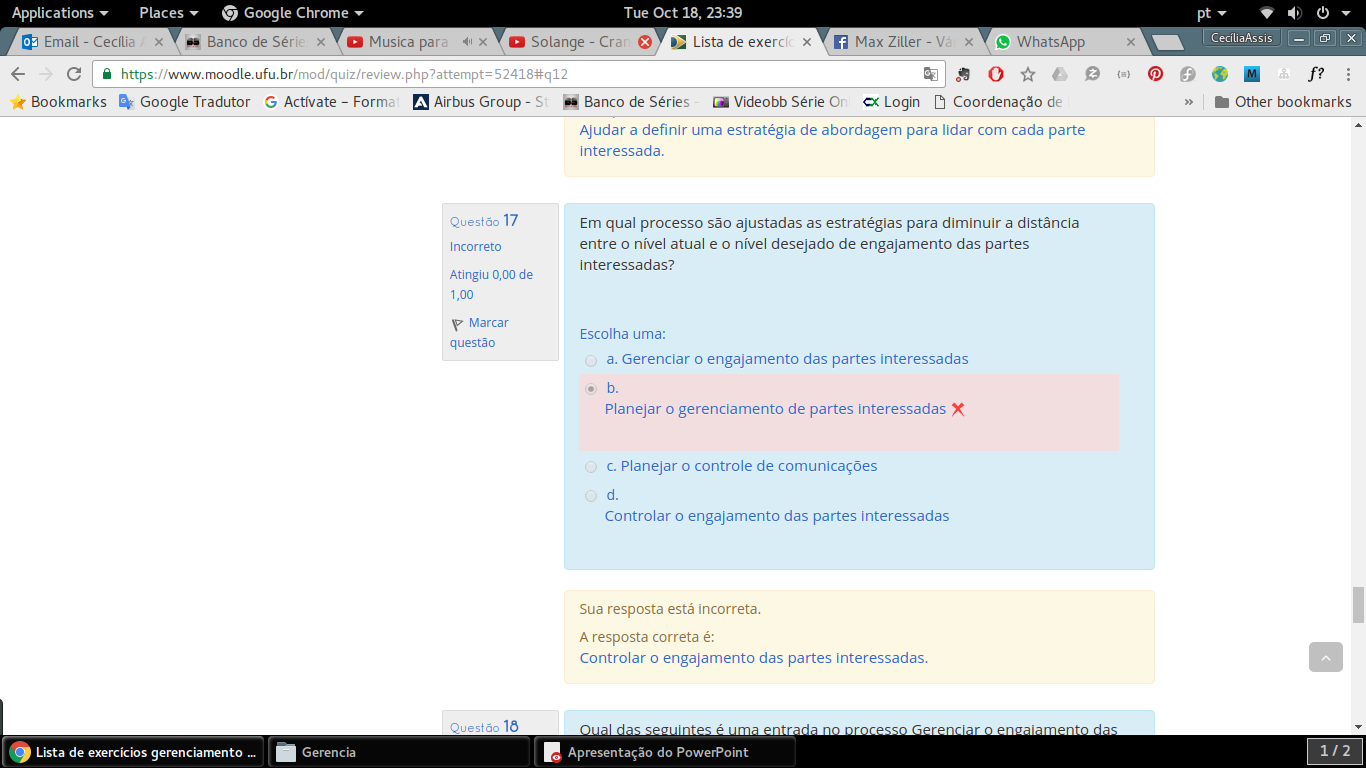 Applications Places Google Chrome Tue Oct 18, 23:39 pt
Email - Cecília A Banco de Série Musica para Solange - Cran Lista de exercíc Max Ziller - Vá WhatsApp CecíliaAssis
https://www.moodle.ufu.br/mod/quiz/review.php?attempt=52418#q12
Bookmarks Google Tradutor Actívate – Format Airbus Group - St Banco de Séries - Videobb Série On Login Coordenação de » Other bookmarks
Ajudar a definir uma estratégia de abordagem para lidar com cada parte
interessada.
Questão 17
Incorreto
Atingiu 0,00 de
1,00
Marcar
questão
Em qual processo são ajustadas as estratégias para diminuir a distância
entre o nível atual e o nível desejado de engajamento das partes
interessadas?
Escolha uma:
a. Gerenciar o engajamento das partes interessadas
b.
Planejar o gerenciamento de partes interessadas
c. Planejar o controle de comunicações
d.
Controlar o engajamento das partes interessadas
Sua resposta está incorreta.
A resposta correta é:
Controlar o engajamento das partes interessadas.
Questão 18
Qual das seguintes é uma entrada no processo Gerenciar o engajamento das
Lista de exercícios gerenciamento ... Gerencia Apresentação do PowerPoint 1 / 2